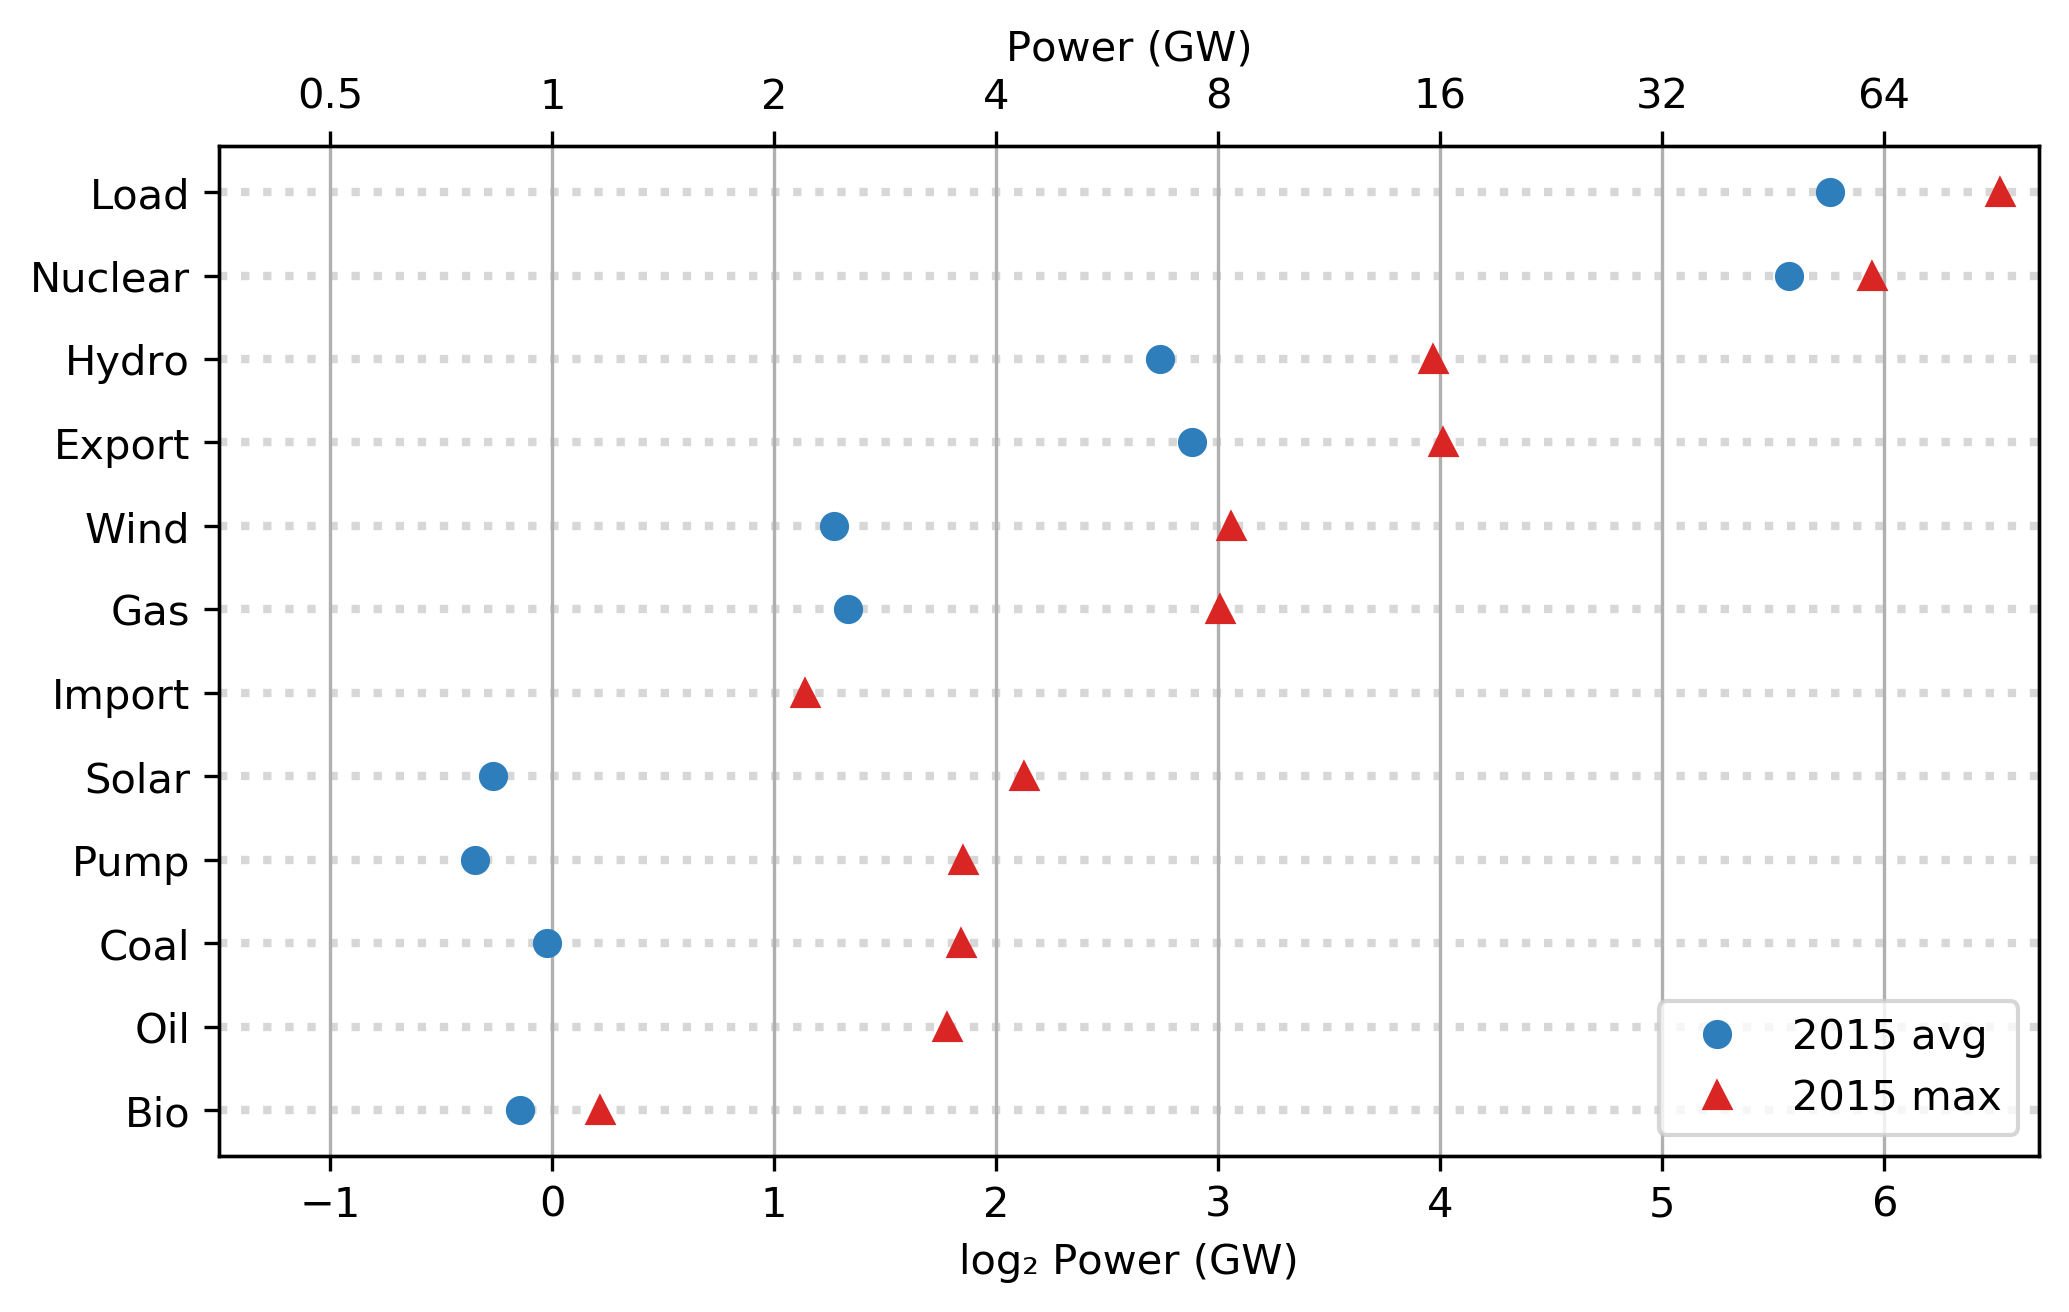 Power (GW)
0.5 1 2 4 8 16 32 64
Load
Nuclear
Hydro
Export
Wind
Gas
Import
Solar
Pump
Coal
Oil
Bio
2015 avg
2015 max
−1 0 1 2 3 4 5 6
log₂ Power (GW)